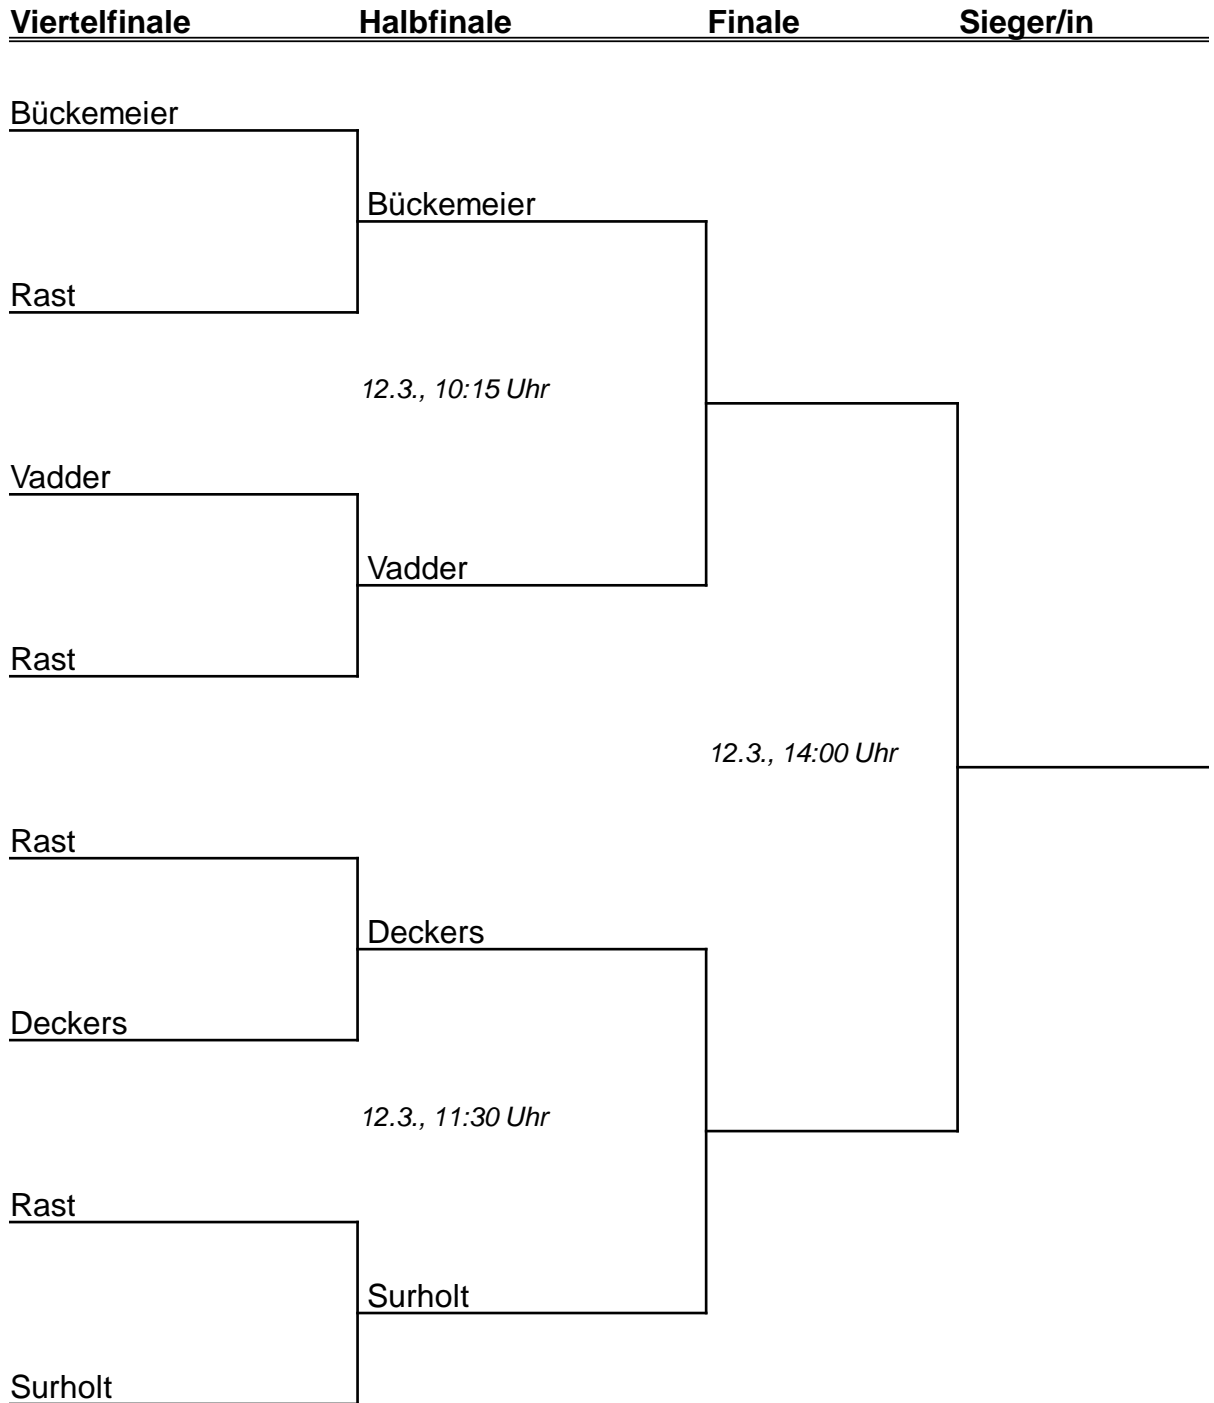 Viertelfinale Halbfinale Finale Sieger/in
Bückemeier
Bückemeier
Rast
12.3., 10:15 Uhr
Vadder
Vadder
Rast
12.3., 14:00 Uhr
Rast
Deckers
Deckers
12.3., 11:30 Uhr
Rast
Surholt
Surholt